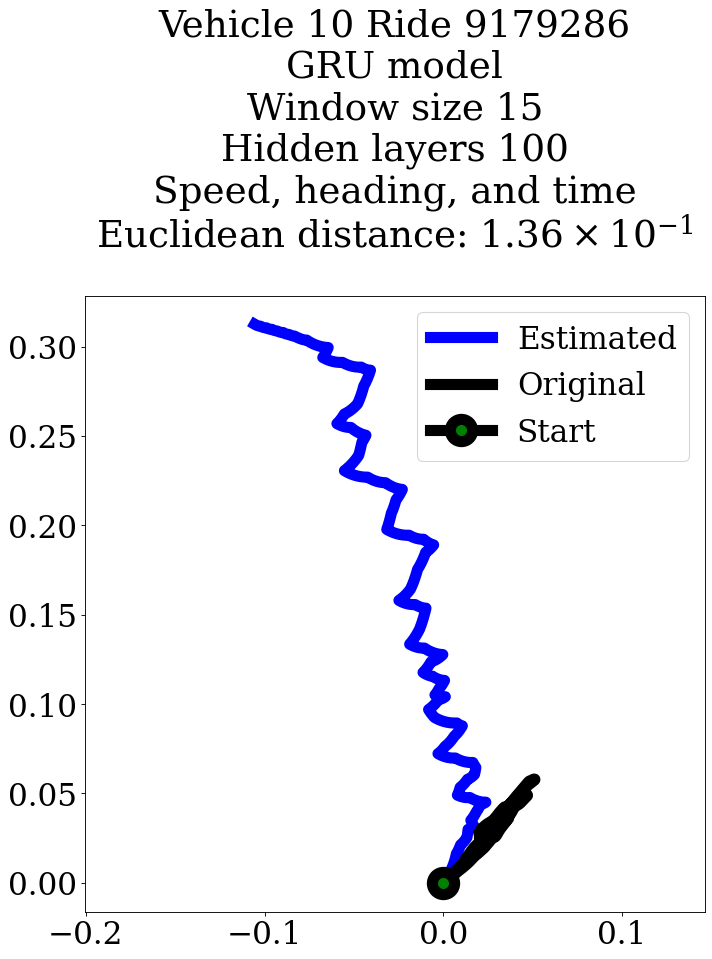 Vehicle 10 Ride 9179286
GRU model
Window size 15
Hidden layers 100
Speed, heading, and time
Euclidean distance: 1.36 × 10⁻¹
Estimated
Original
Start
0.30
0.25
0.20
0.15
0.10
0.05
0.00
−0.2
−0.1
0.0
0.1